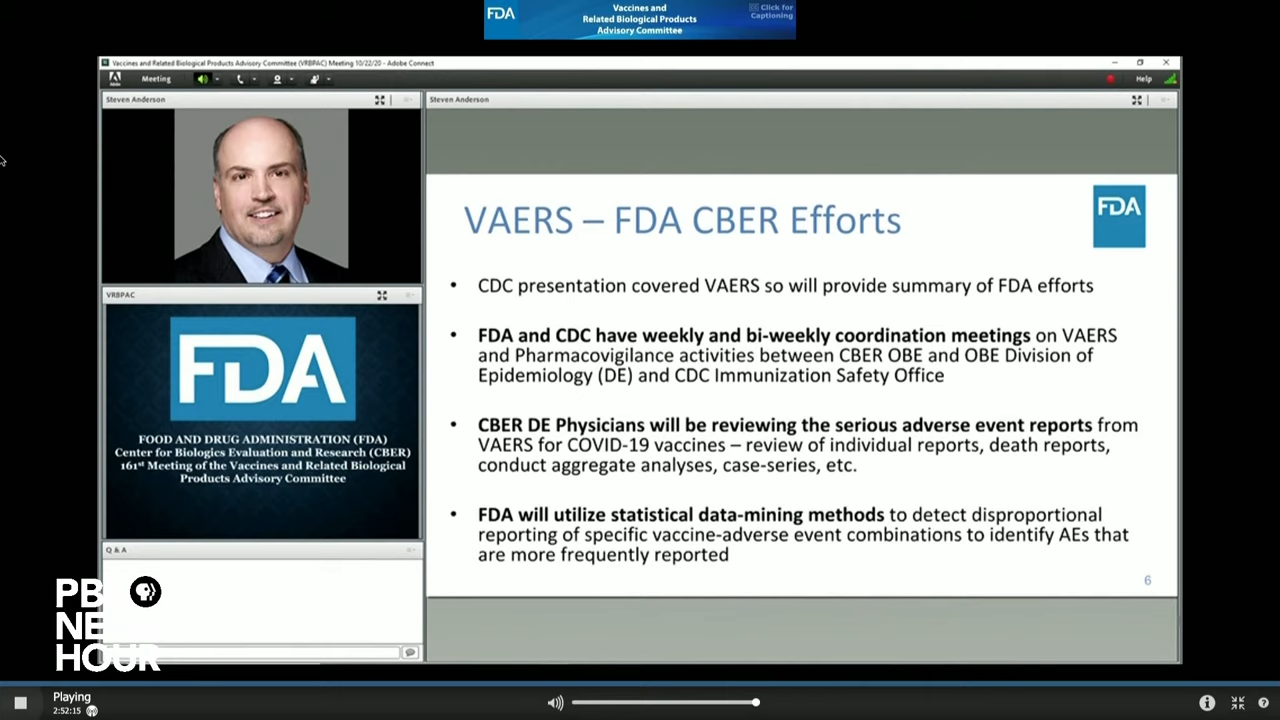 FDA
Vaccines and
Related Biological Products
Advisory Committee
Click for
Captioning
Vaccines and Related Biological Products Advisory Committee (VRBPAC) Meeting 10/22/20 - Adobe Connect
Adobe
Meeting
Help
Steven Anderson
Steven Anderson
VAERS – FDA CBER Efforts
FDA
• CDC presentation covered VAERS so will provide summary of FDA efforts
• FDA and CDC have weekly and bi-weekly coordination meetings on VAERS
and Pharmacovigilance activities between CBER OBE and OBE Division of
Epidemiology (DE) and CDC Immunization Safety Office
• CBER DE Physicians will be reviewing the serious adverse event reports from
VAERS for COVID-19 vaccines – review of individual reports, death reports,
conduct aggregate analyses, case-series, etc.
• FDA will utilize statistical data-mining methods to detect disproportional
reporting of specific vaccine-adverse event combinations to identify AEs that
are more frequently reported
6
VRBPAC
FDA
FOOD AND DRUG ADMINISTRATION (FDA)
Center for Biologics Evaluation and Research (CBER)
161st Meeting of the Vaccines and Related Biological
Products Advisory Committee
Q & A
PB
NE
HOUR
Playing
2:52:15